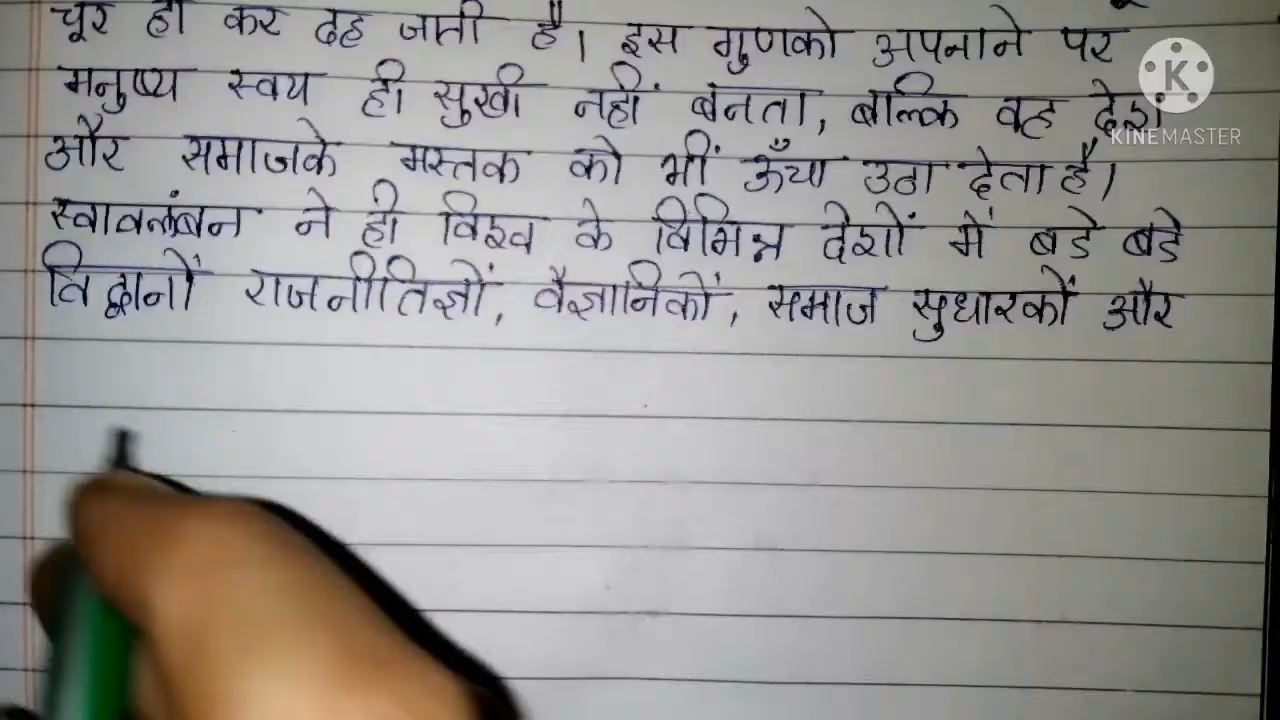 चूर हो कर ढह जाती है। इस गुणको अपनाने पर
मनुष्य स्वय ही सुखी नहीं बनता, बल्कि वह देश
और समाजके मस्तक को भीं ऊँचा उठा देता है।
स्वावलंबन ने ही विश्व के विभिन्न देशों में बडे बडे
विद्वानों राजनीतिज्ञों, वैज्ञानिकों, समाज सुधारकों और
K
KINEMASTER